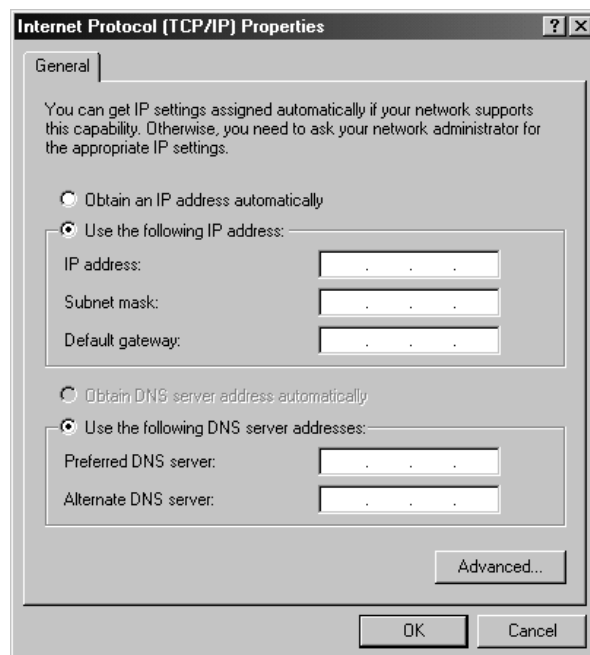 Internet Protocol (TCP/IP) Properties
General
You can get IP settings assigned automatically if your network supports
this capability. Otherwise, you need to ask your network administrator for
the appropriate IP settings.
Obtain an IP address automatically
Use the following IP address:
IP address:
Subnet mask:
Default gateway:
Obtain DNS server address automatically
Use the following DNS server addresses:
Preferred DNS server:
Alternate DNS server:
Advanced...
OK Cancel